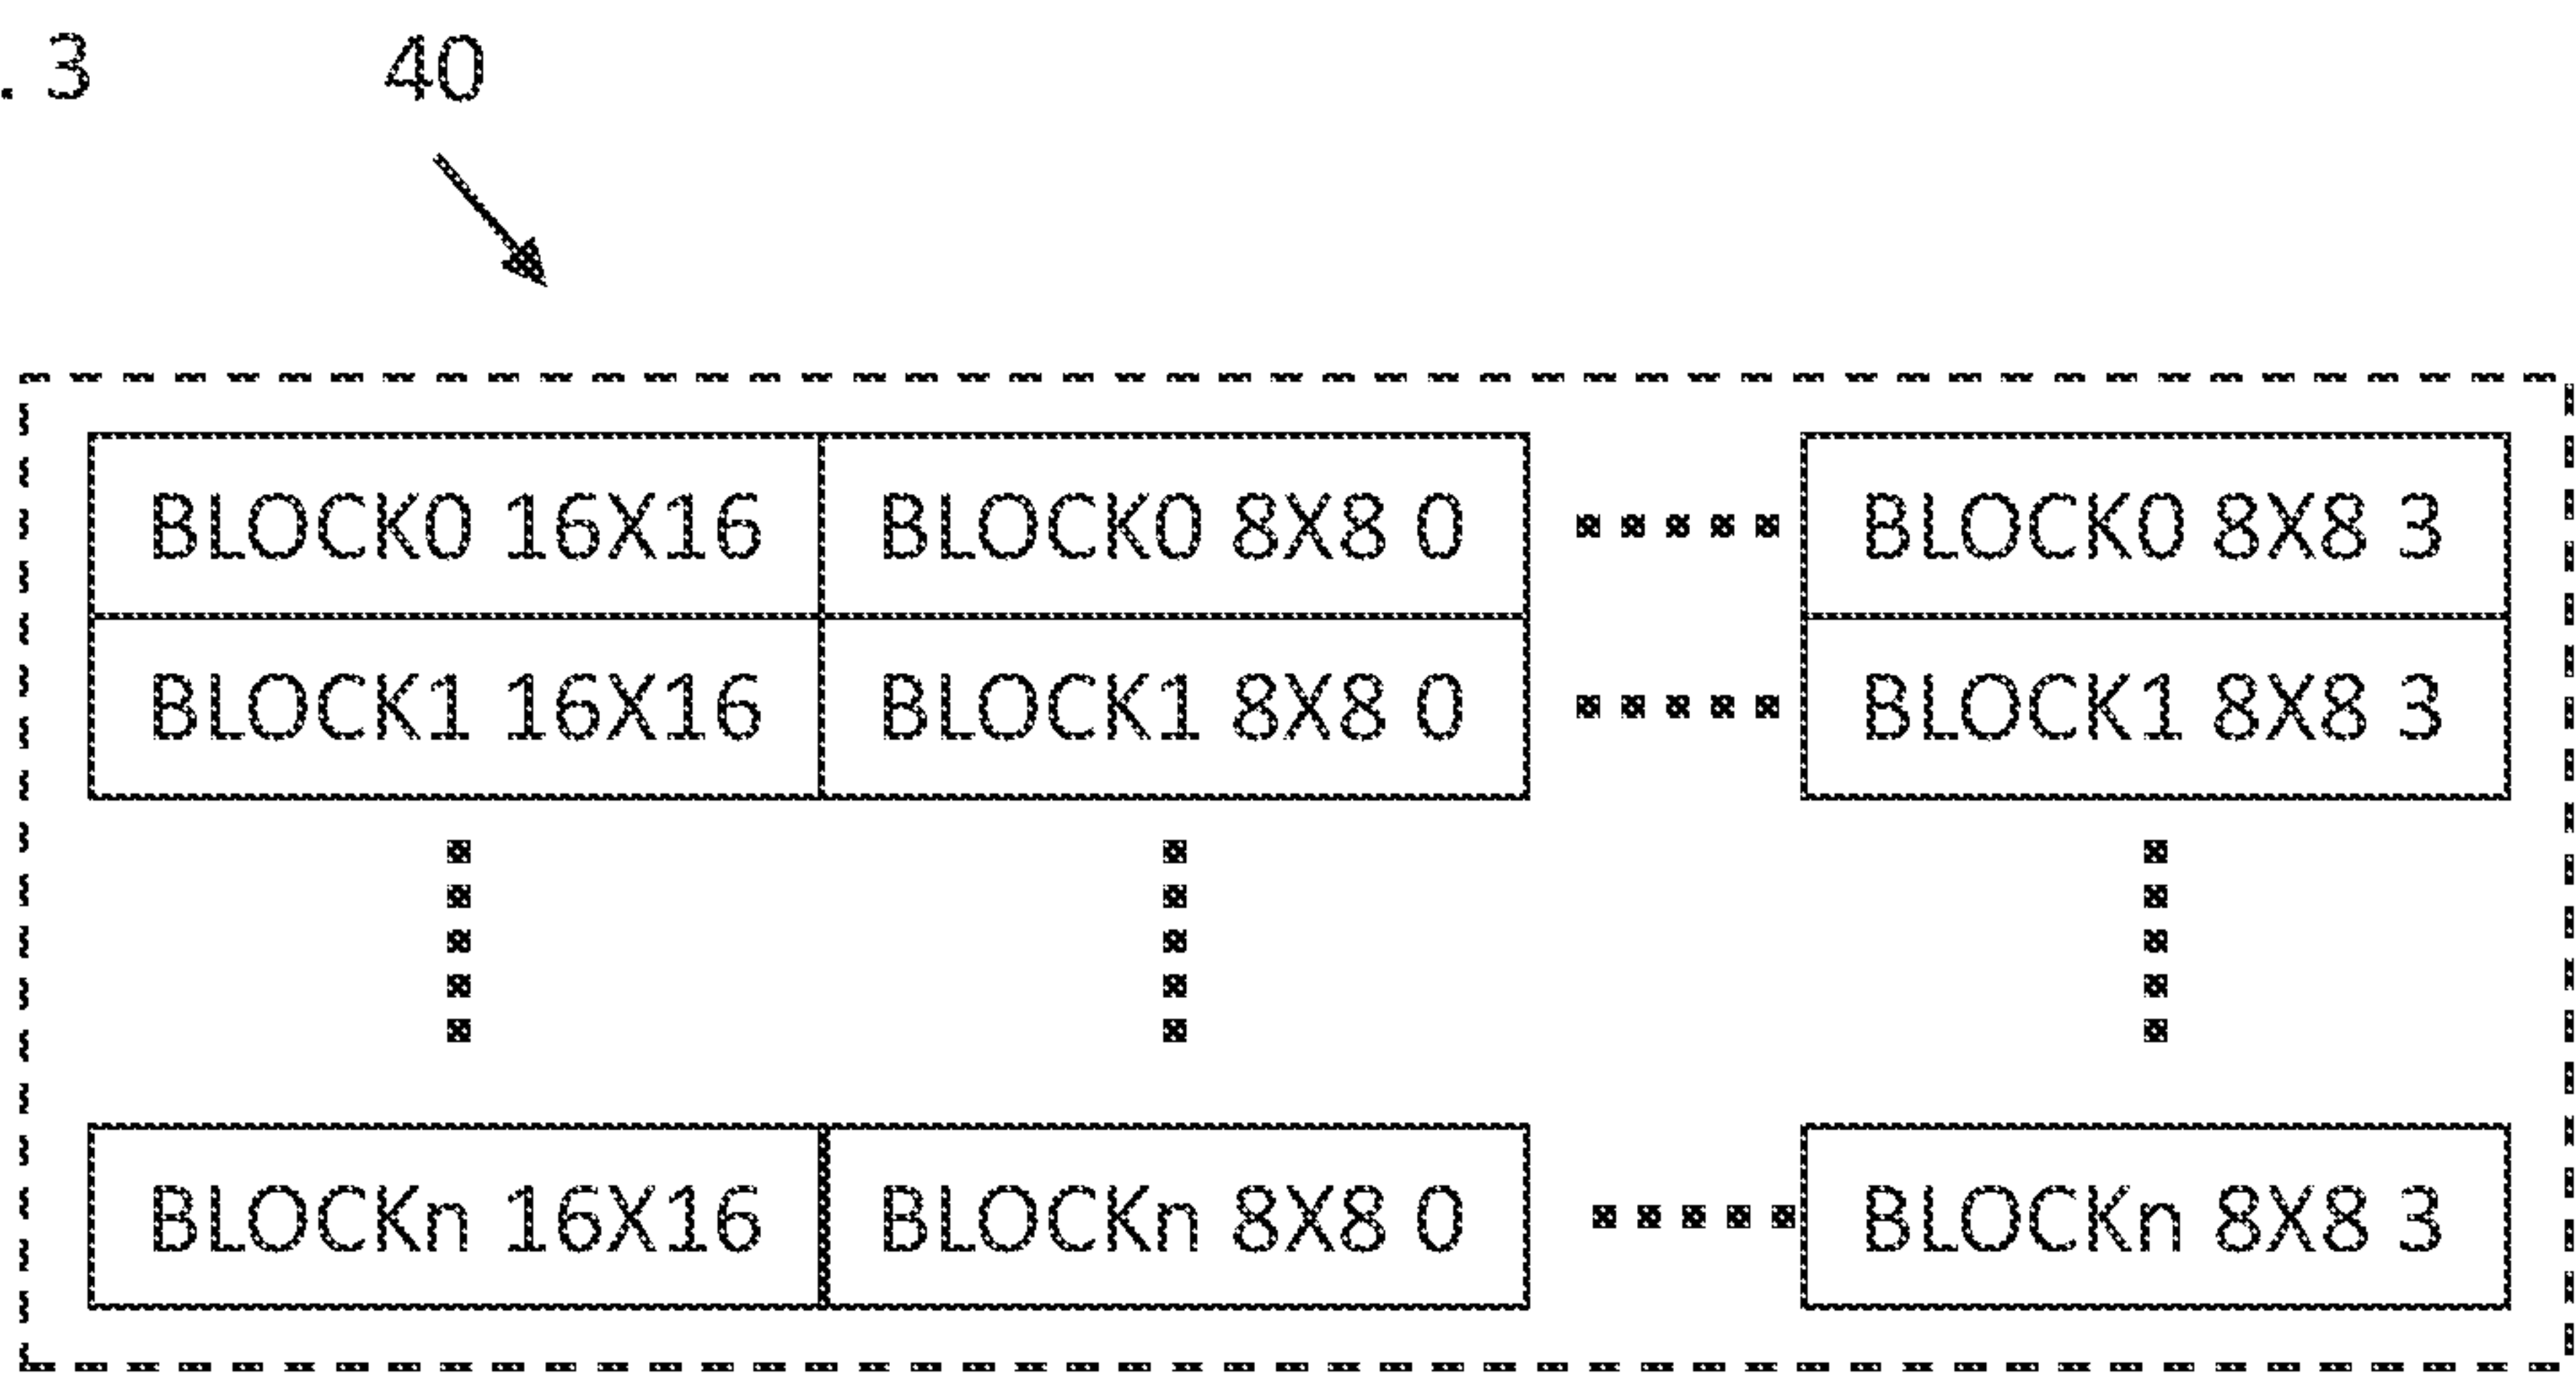 . 3 40
BLOCK0 16X16 BLOCK0 8X8 0 BLOCK0 8X8 3
BLOCK1 16X16 BLOCK1 8X8 0 BLOCK1 8X8 3
BLOCKn 16X16 BLOCKn 8X8 0 BLOCKn 8X8 3